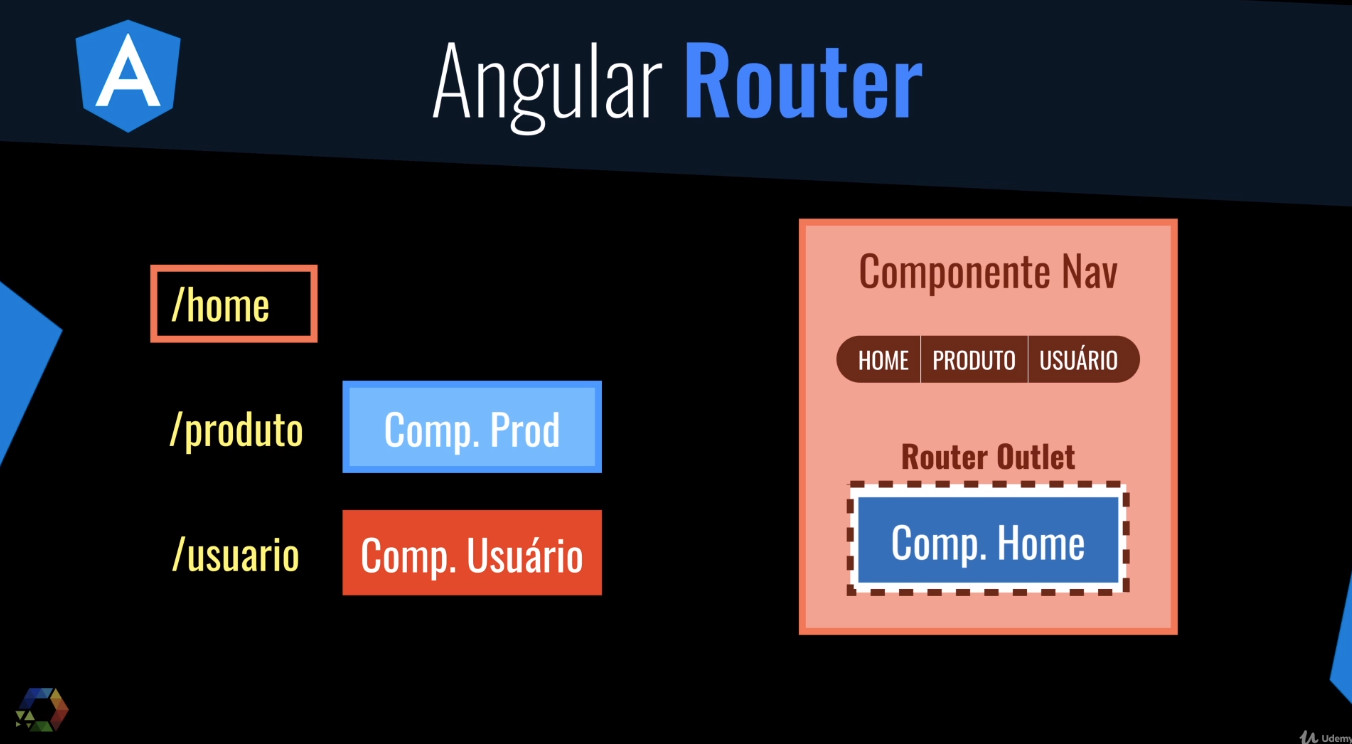 Angular Router
/home
/produto
Comp. Prod
/usuario
Comp. Usuário
Componente Nav
HOME
PRODUTO
USUÁRIO
Router Outlet
Comp. Home
Udemy